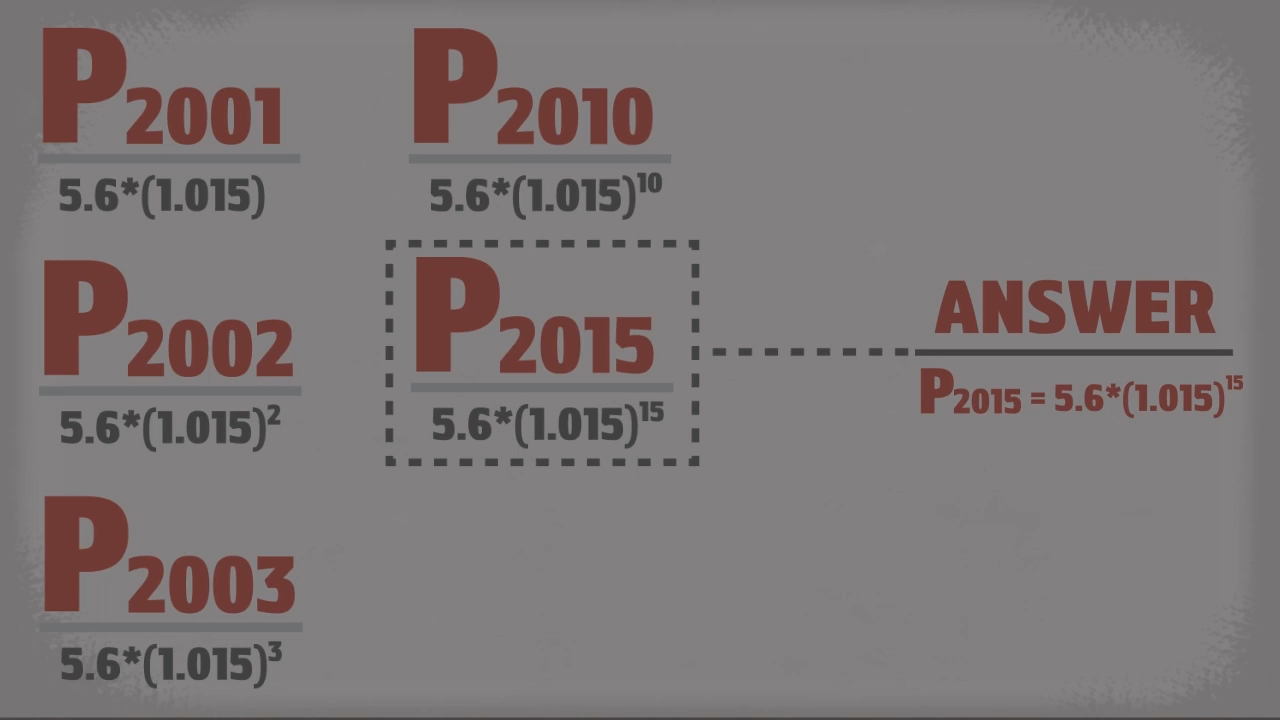 P2001
5.6*(1.015)
P2002
5.6*(1.015)²
P2003
5.6*(1.015)³
P2010
5.6*(1.015)¹⁰
P2015
5.6*(1.015)¹⁵
ANSWER
P2015 = 5.6*(1.015)¹⁵